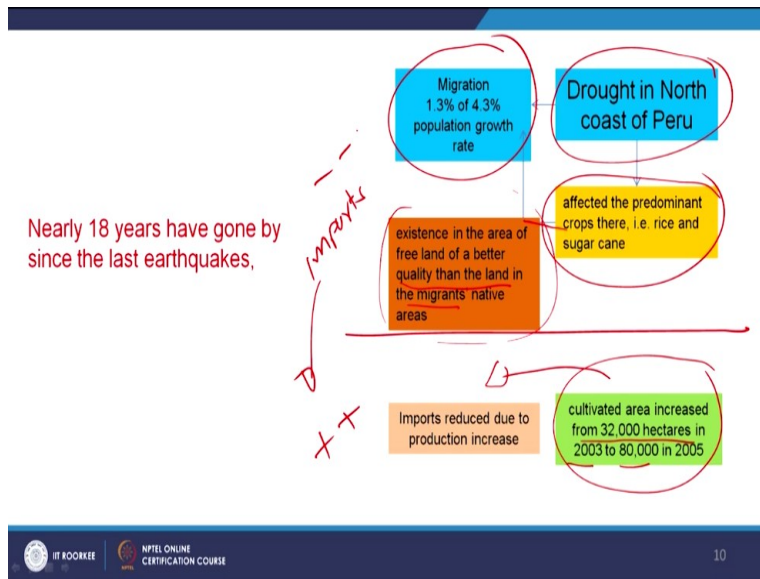 Migration
1.3% of 4.3%
population growth
rate
Drought in North
coast of Peru
Imports
Nearly 18 years have gone by
since the last earthquakes,
existence in the area of
free land of a better
quality than the land in
the migrants' native
areas
affected the predominant
crops there, i.e. rice and
sugar cane
Imports reduced due to
production increase
cultivated area increased
from 32,000 hectares in
2003 to 80,000 in 2005
IIT ROORKEE
NPTEL ONLINE
CERTIFICATION COURSE
10